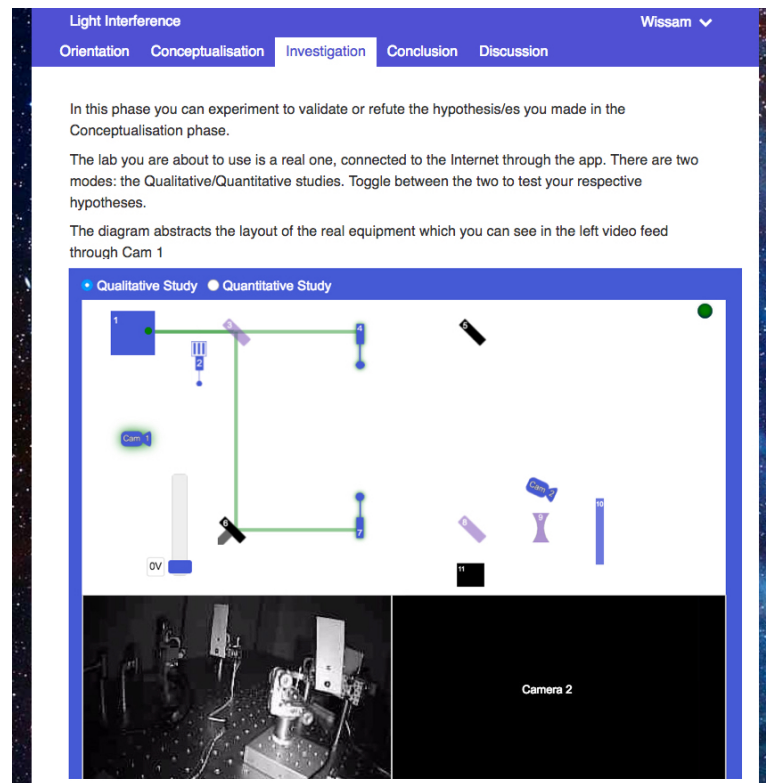 Light Interference
Wissam
Orientation Conceptualisation Investigation Conclusion Discussion
In this phase you can experiment to validate or refute the hypothesis/es you made in the
Conceptualisation phase.
The lab you are about to use is a real one, connected to the Internet through the app. There are two
modes: the Qualitative/Quantitative studies. Toggle between the two to test your respective
hypotheses.
The diagram abstracts the layout of the real equipment which you can see in the left video feed
through Cam 1
Qualitative Study Quantitative Study
1
3
4
5
2
Cam 1
Cam 2
6
7
8
9
10
0V
11
Camera 2